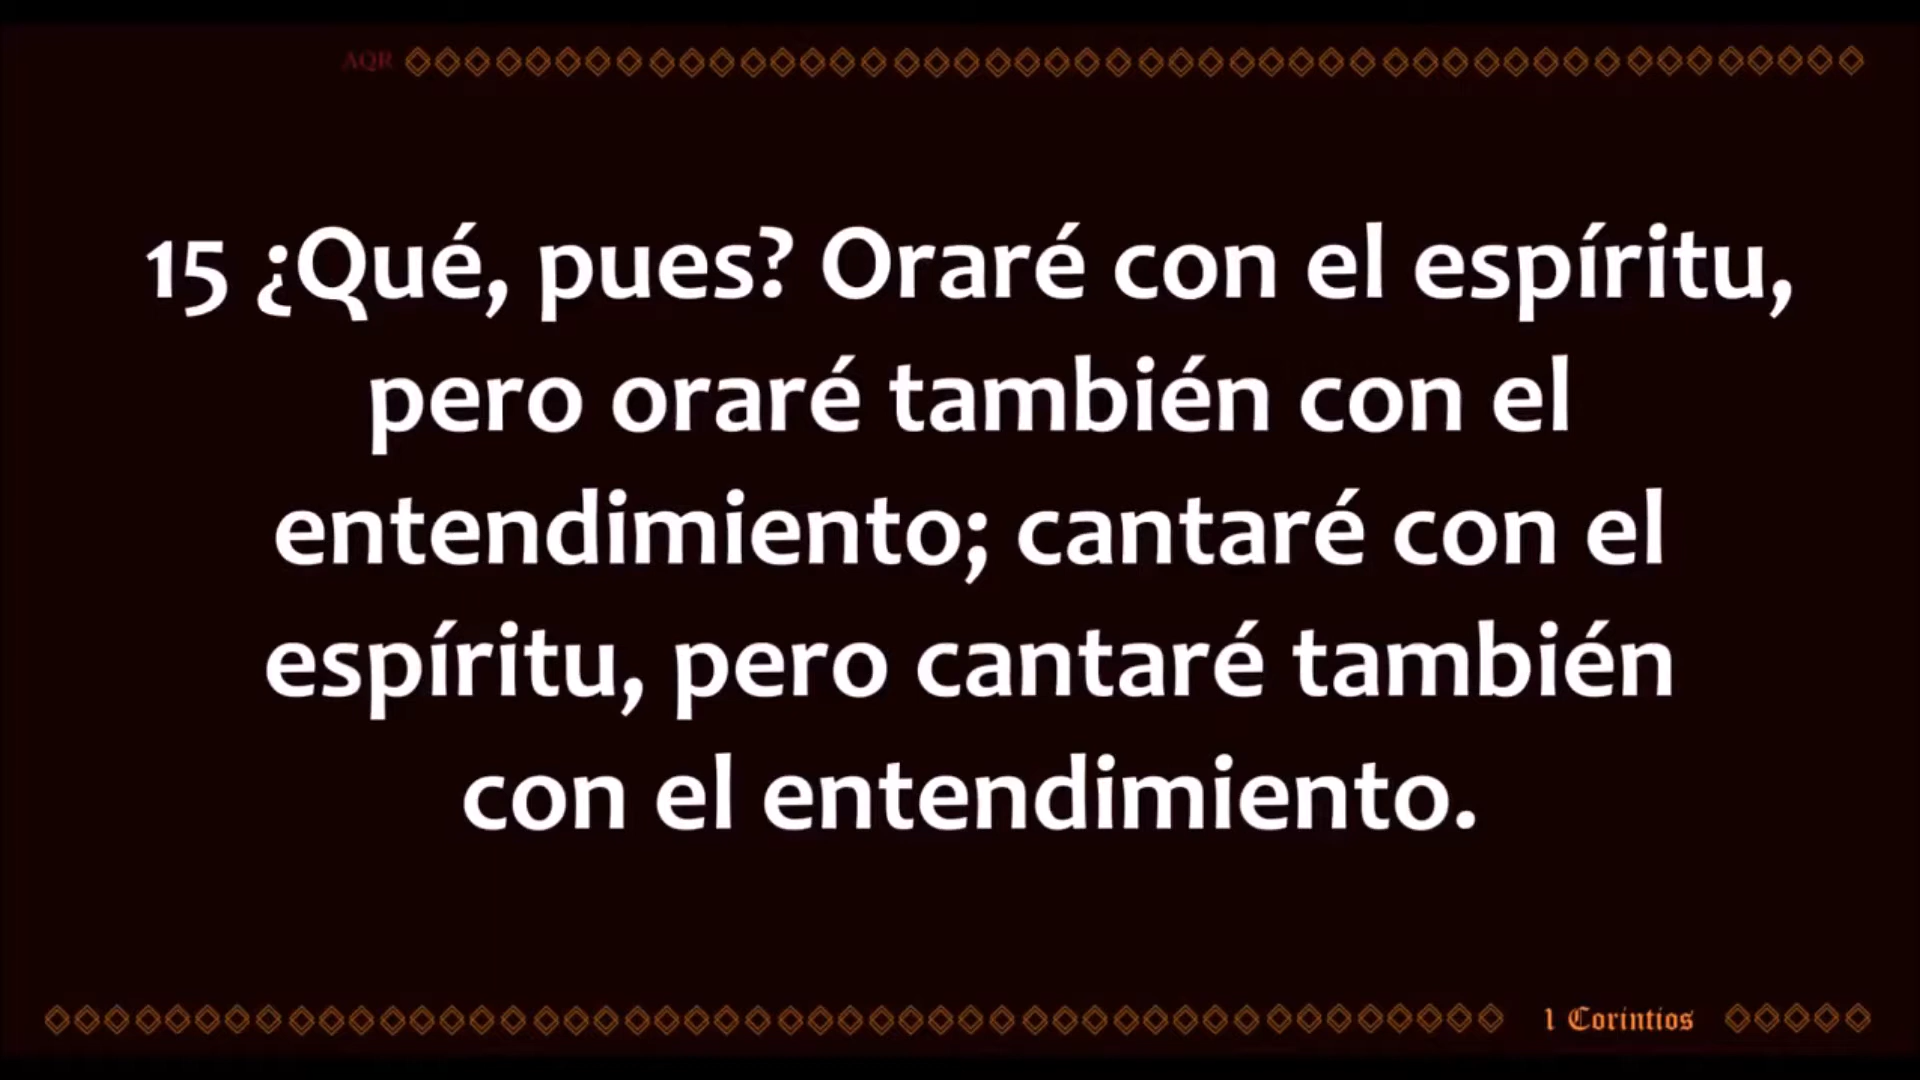 AQR
15 ¿Qué, pues? Oraré con el espíritu,
pero oraré también con el
entendimiento; cantaré con el
espíritu, pero cantaré también
con el entendimiento.
1 Corintios